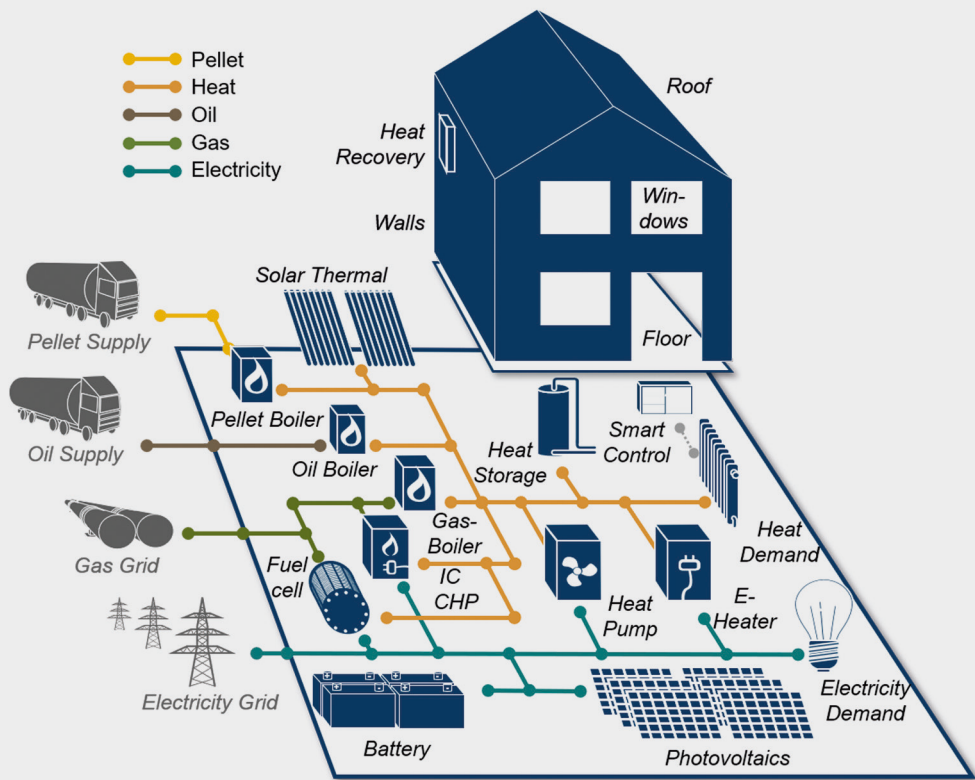 Pellet
Heat
Oil
Gas
Electricity
Roof
Heat
Recovery
Walls
Win-
dows
Floor
Solar Thermal
Pellet Supply
Pellet Boiler
Oil Supply
Oil Boiler
Heat
Storage
Smart
Control
Heat
Demand
Gas Grid
Gas-
Boiler
Fuel
cell
IC
CHP
Heat
Pump
E-
Heater
Electricity Grid
Electricity
Demand
Battery
Photovoltaics